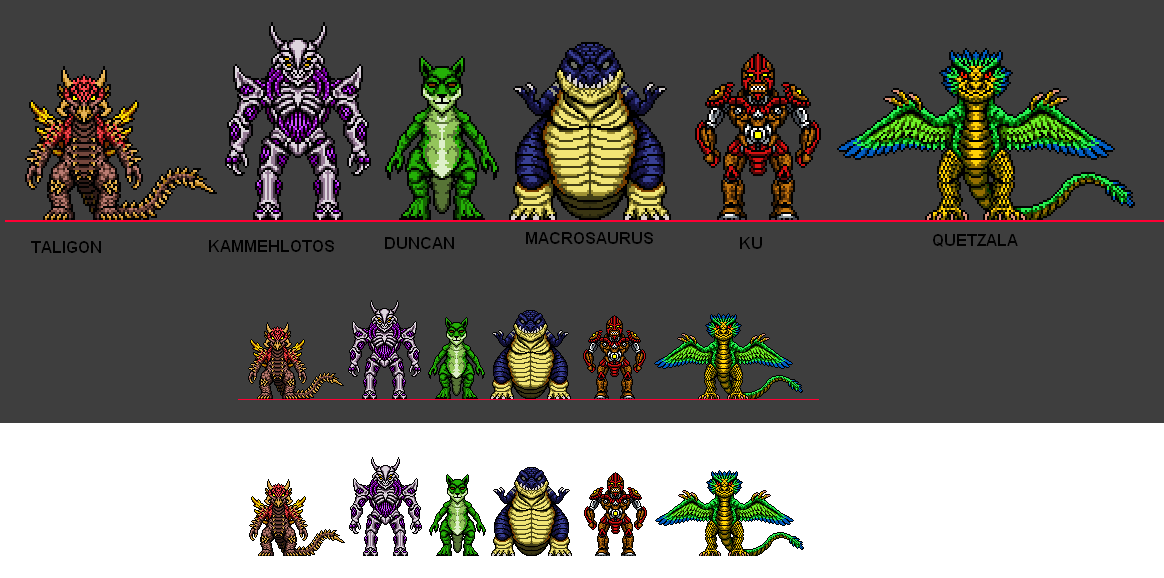 TALIGON
KAMMEHLOTOS
DUNCAN
MACROSAURUS
KU
QUETZALA